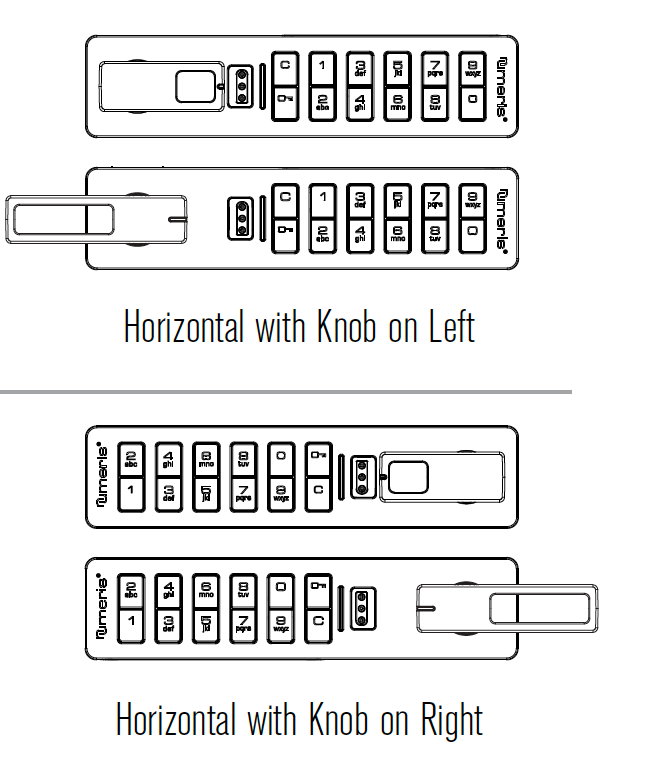 C 1 3 def 5 jkl 7 pqrs 9 wxyz numeris®
2 abc 4 ghi 6 mno 8 tuv 0
C 1 3 def 5 jkl 7 pqrs 9 wxyz numeris®
2 abc 4 ghi 6 mno 8 tuv 0
Horizontal with Knob on Left
numeris® 2 abc 4 ghi 6 mno 8 tuv 0
1 3 def 5 jkl 7 pqrs 9 wxyz C
numeris® 2 abc 4 ghi 6 mno 8 tuv 0
1 3 def 5 jkl 7 pqrs 9 wxyz C
Horizontal with Knob on Right